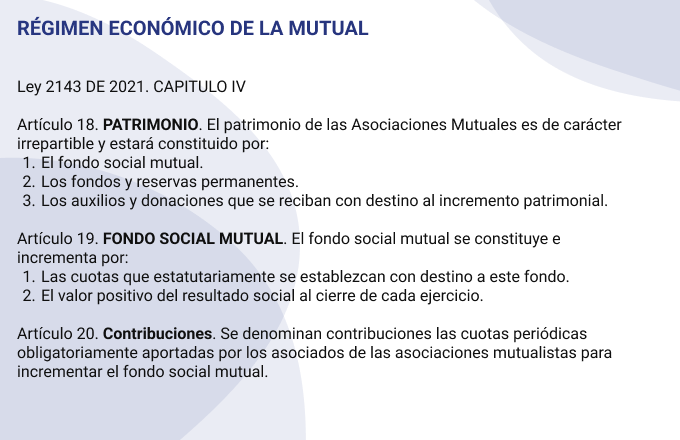 RÉGIMEN ECONÓMICO DE LA MUTUAL
Ley 2143 DE 2021. CAPITULO IV
Artículo 18. PATRIMONIO. El patrimonio de las Asociaciones Mutuales es de carácter
irrepartible y estará constituido por:
1. El fondo social mutual.
2. Los fondos y reservas permanentes.
3. Los auxilios y donaciones que se reciban con destino al incremento patrimonial.
Artículo 19. FONDO SOCIAL MUTUAL. El fondo social mutual se constituye e
incrementa por:
1. Las cuotas que estatutariamente se establezcan con destino a este fondo.
2. El valor positivo del resultado social al cierre de cada ejercicio.
Artículo 20. Contribuciones. Se denominan contribuciones las cuotas periódicas
obligatoriamente aportadas por los asociados de las asociaciones mutualistas para
incrementar el fondo social mutual.